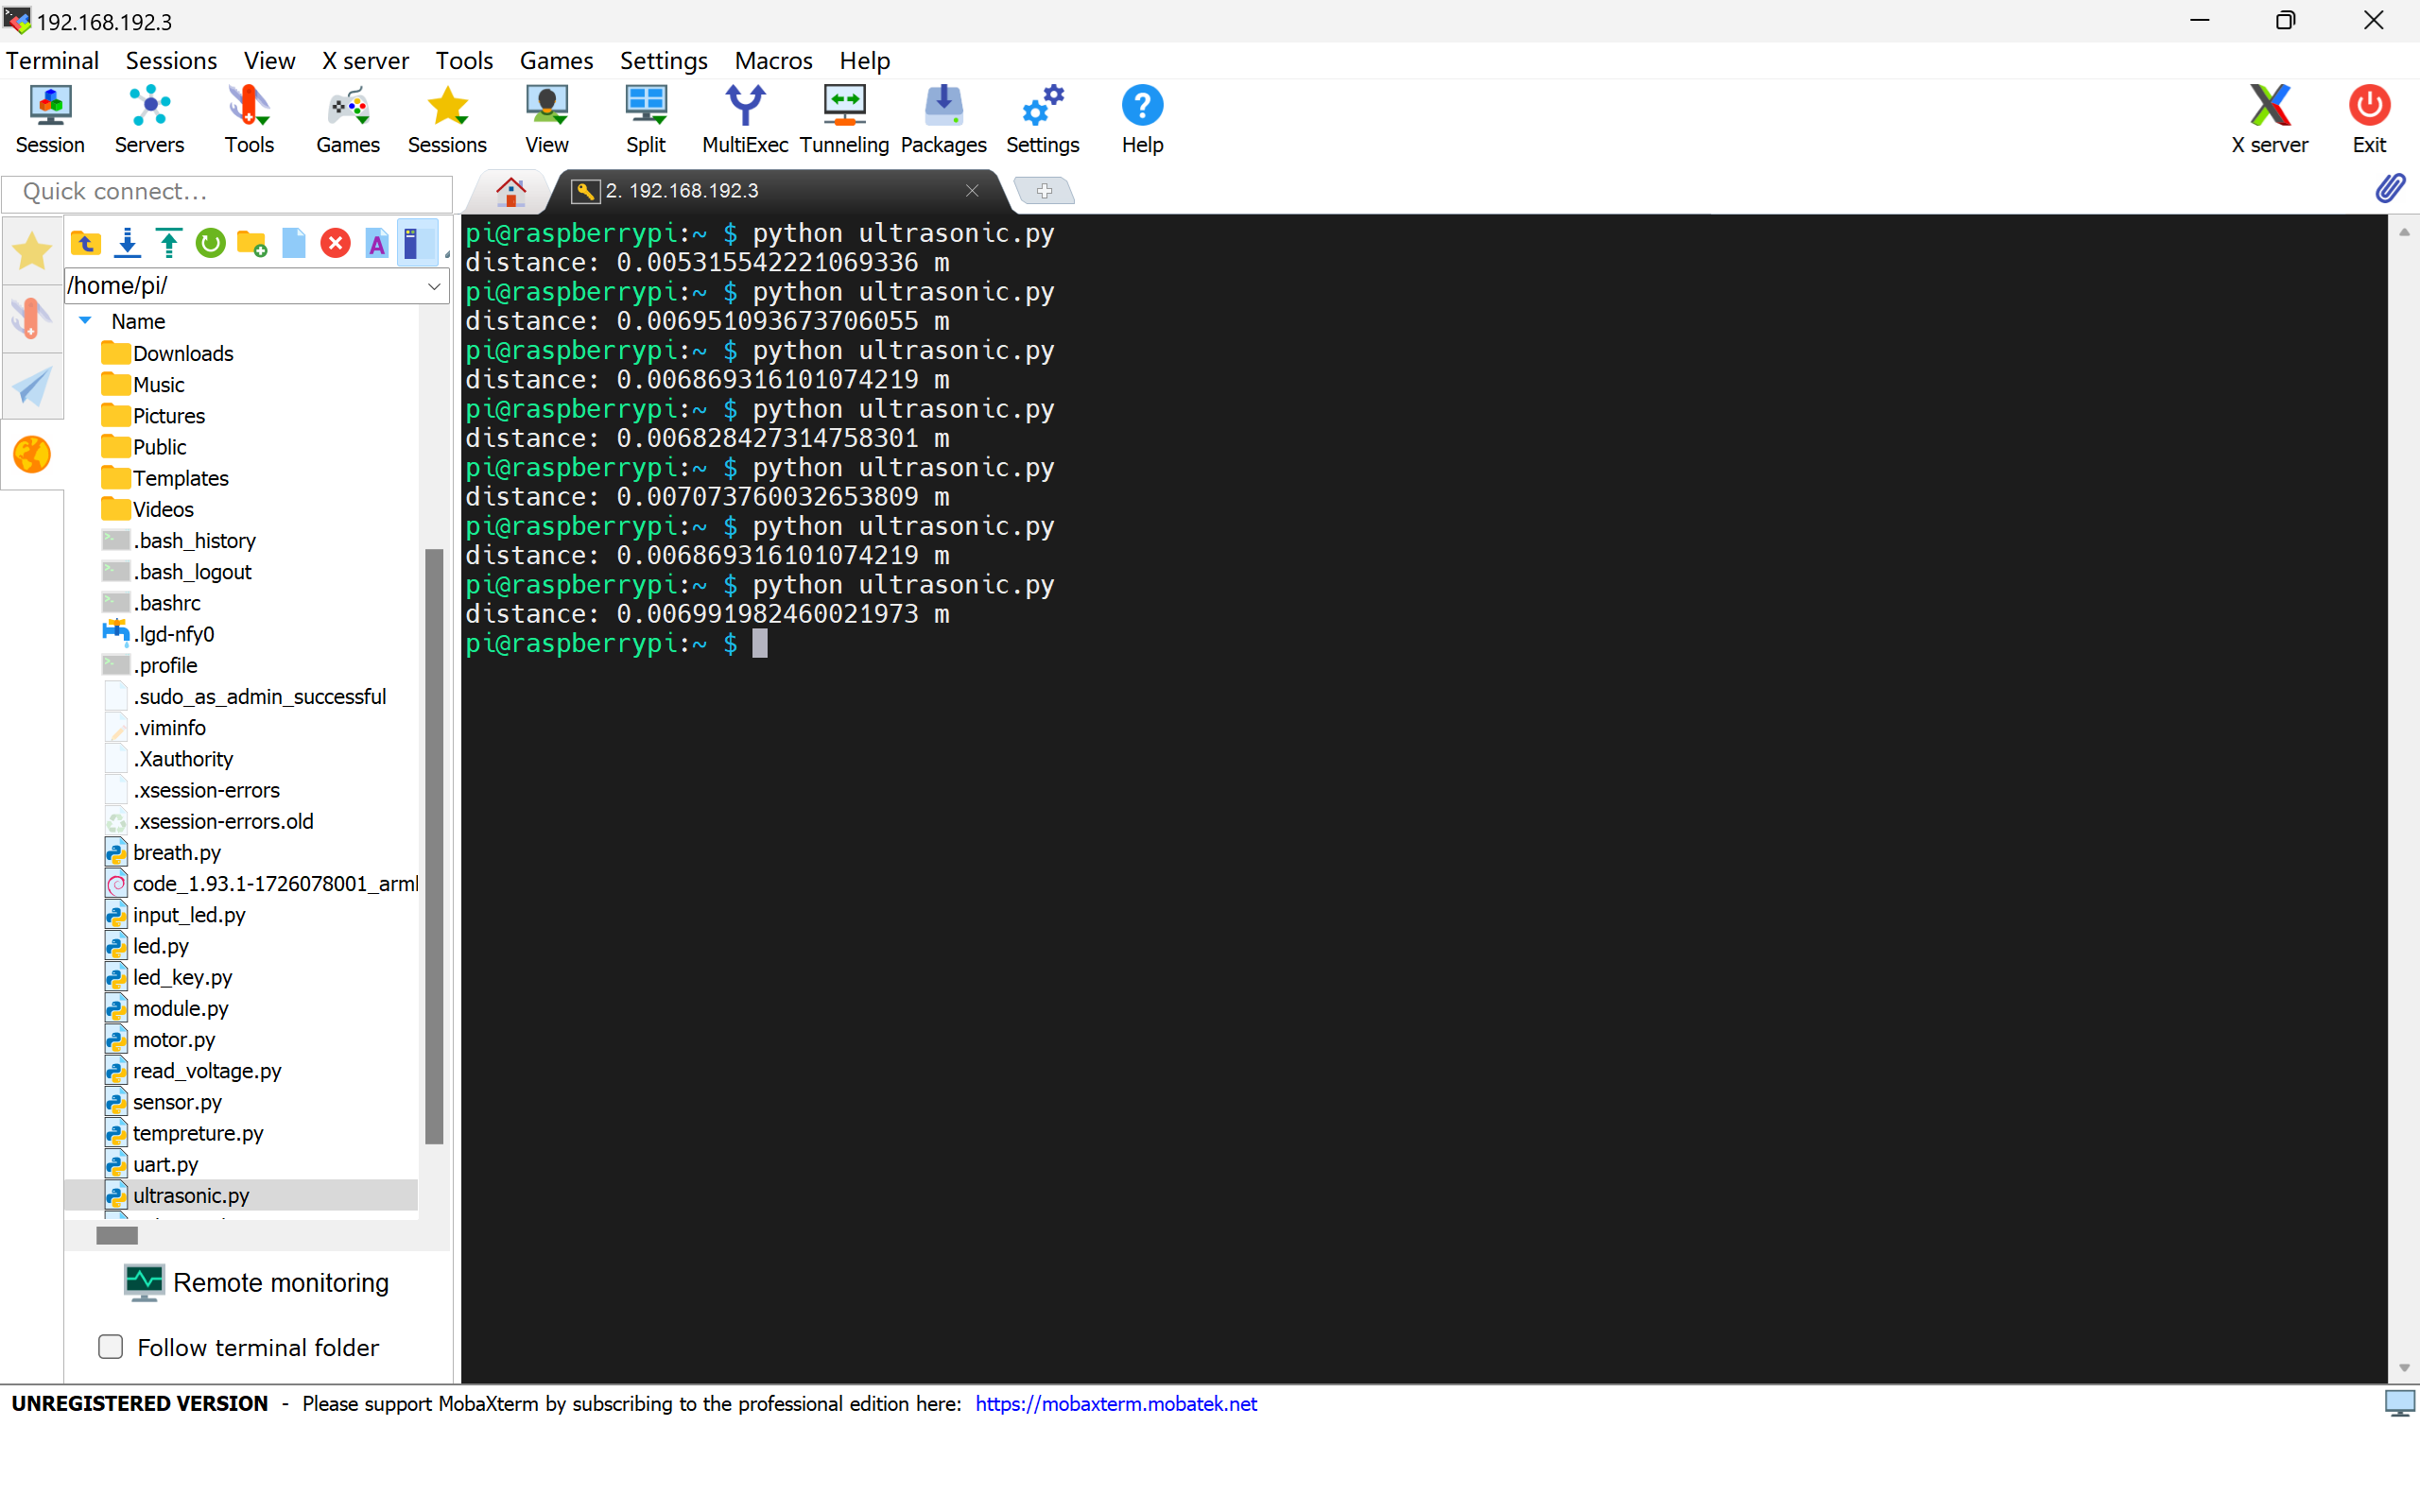 192.168.192.3
Terminal Sessions View X server Tools Games Settings Macros Help
Session Servers Tools Games Sessions View Split MultiExec Tunneling Packages Settings Help X server Exit
Quick connect...
2. 192.168.192.3
/home/pi/
Name
Downloads
Music
Pictures
Public
Templates
Videos
.bash_history
.bash_logout
.bashrc
.lgd-nfy0
.profile
.sudo_as_admin_successful
.viminfo
.Xauthority
.xsession-errors
.xsession-errors.old
breath.py
code_1.93.1-1726078001_arml
input_led.py
led.py
led_key.py
module.py
motor.py
read_voltage.py
sensor.py
tempreture.py
uart.py
ultrasonic.py
Remote monitoring
Follow terminal folder
pi@raspberrypi:~ $ python ultrasonic.py
distance: 0.005315542221069336 m
pi@raspberrypi:~ $ python ultrasonic.py
distance: 0.006951093673706055 m
pi@raspberrypi:~ $ python ultrasonic.py
distance: 0.006869316101074219 m
pi@raspberrypi:~ $ python ultrasonic.py
distance: 0.006828427314758301 m
pi@raspberrypi:~ $ python ultrasonic.py
distance: 0.007073760032653809 m
pi@raspberrypi:~ $ python ultrasonic.py
distance: 0.006869316101074219 m
pi@raspberrypi:~ $ python ultrasonic.py
distance: 0.006991982460021973 m
pi@raspberrypi:~ $
UNREGISTERED VERSION - Please support MobaXterm by subscribing to the professional edition here: https://mobaxterm.mobatek.net